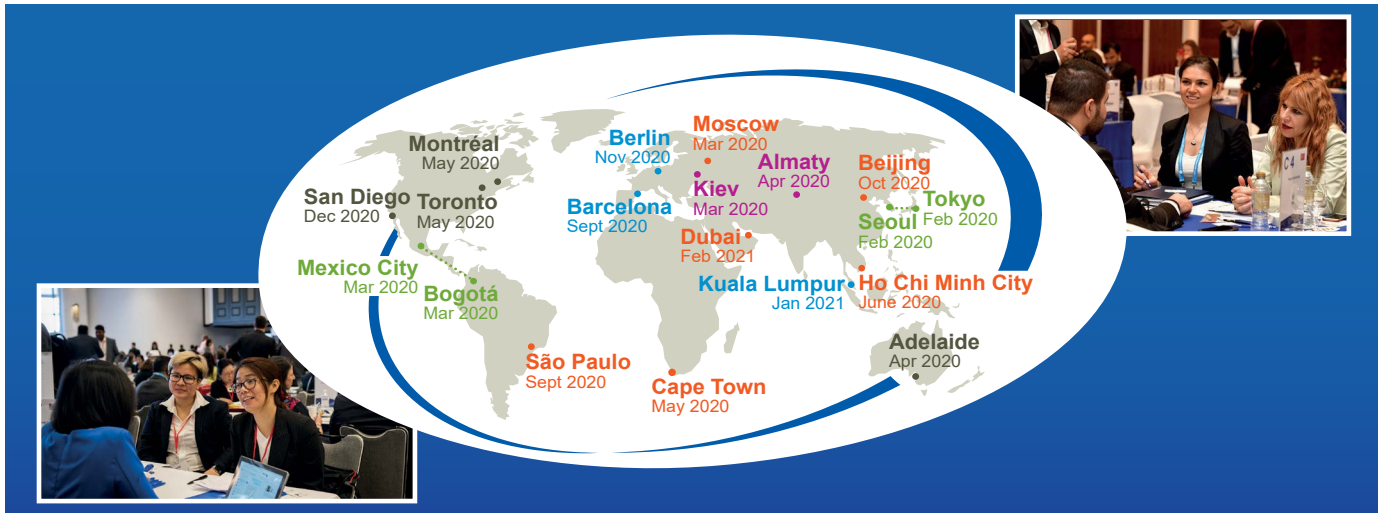 Montréal
May 2020
San Diego
Dec 2020
Toronto
May 2020
Mexico City
Mar 2020
Bogotá
Mar 2020
São Paulo
Sept 2020
Berlin
Nov 2020
Barcelona
Sept 2020
Moscow
Mar 2020
Kiev
Mar 2020
Almaty
Apr 2020
Dubai
Feb 2021
Cape Town
May 2020
Beijing
Oct 2020
Tokyo
Feb 2020
Seoul
Feb 2020
Kuala Lumpur
Jan 2021
Ho Chi Minh City
June 2020
Adelaide
Apr 2020
C4